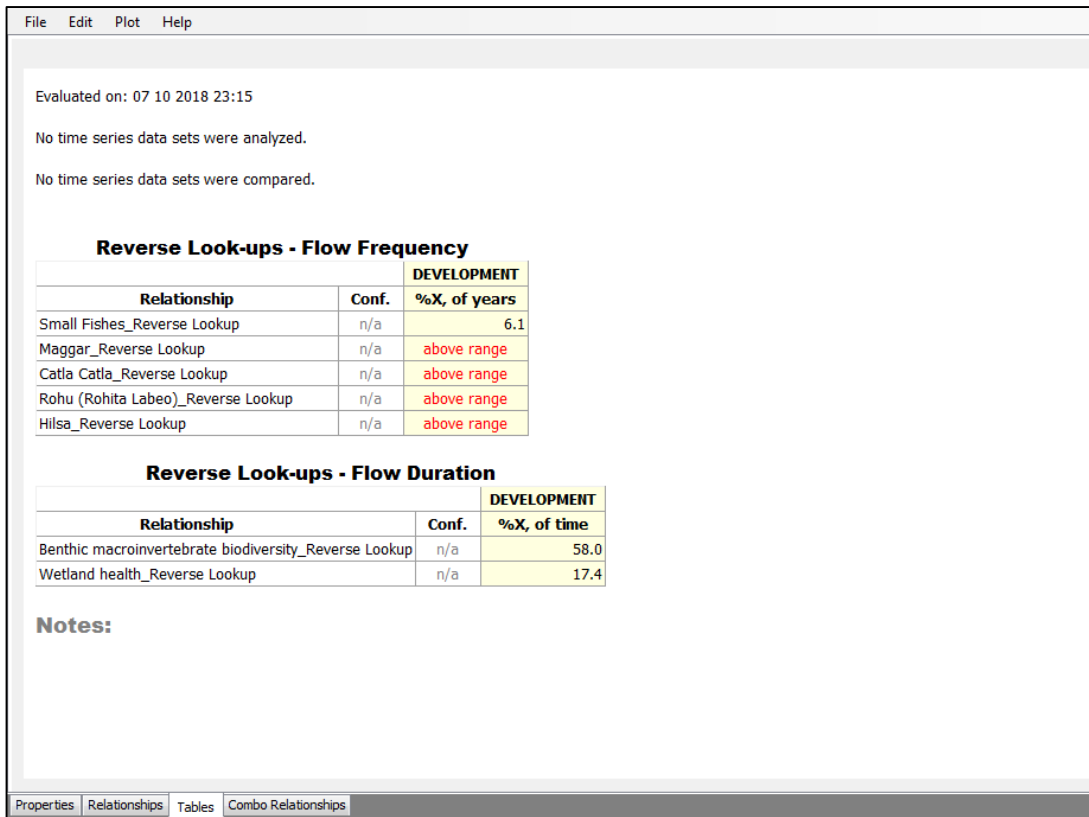 File Edit Plot Help
Evaluated on: 07 10 2018 23:15
No time series data sets were analyzed.
No time series data sets were compared.
Reverse Look-ups - Flow Frequency
DEVELOPMENT
Relationship Conf. %X, of years
Small Fishes_Reverse Lookup n/a 6.1
Maggar_Reverse Lookup n/a above range
Catla Catla_Reverse Lookup n/a above range
Rohu (Rohita Labeo)_Reverse Lookup n/a above range
Hilsa_Reverse Lookup n/a above range
Reverse Look-ups - Flow Duration
DEVELOPMENT
Relationship Conf. %X, of time
Benthic macroinvertebrate biodiversity_Reverse Lookup n/a 58.0
Wetland health_Reverse Lookup n/a 17.4
Notes:
Properties Relationships Tables Combo Relationships